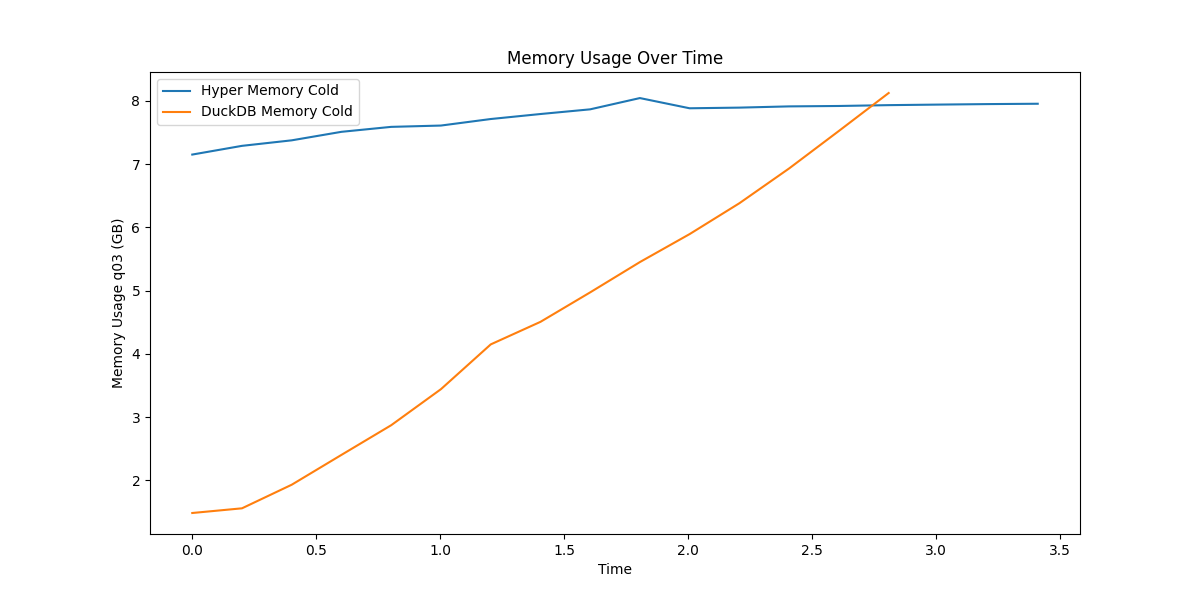 Memory Usage Over Time
Hyper Memory Cold
DuckDB Memory Cold
Memory Usage q03 (GB)
8
7
6
5
4
3
2
0.0 0.5 1.0 1.5 2.0 2.5 3.0 3.5
Time